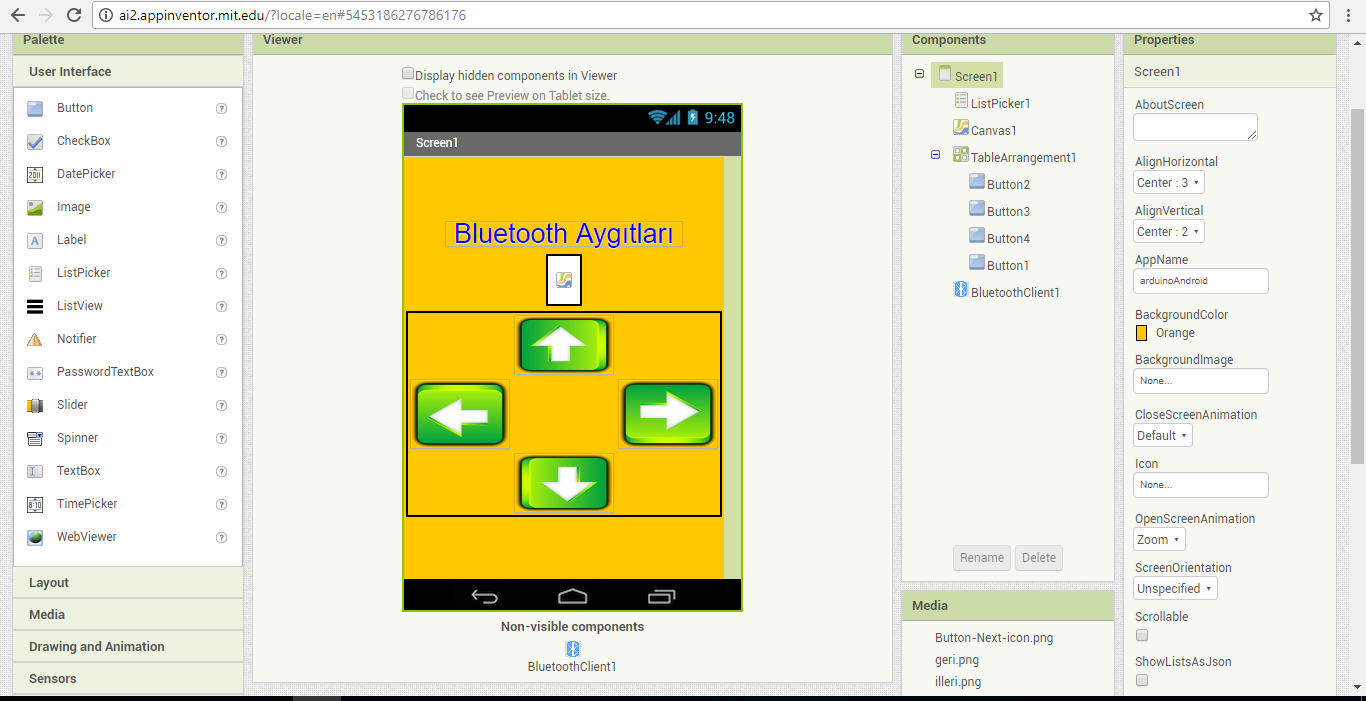 ai2.appinventor.mit.edu/?locale=en#5453186276786176
Palette
User Interface
Button
CheckBox
DatePicker
Image
Label
ListPicker
ListView
Notifier
PasswordTextBox
Slider
Spinner
TextBox
TimePicker
WebViewer
Layout
Media
Drawing and Animation
Sensors
Viewer
Display hidden components in Viewer
Check to see Preview on Tablet size.
9:48
Screen1
Bluetooth Aygıtları
Non-visible components
BluetoothClient1
Components
Screen1
ListPicker1
Canvas1
TableArrangement1
Button2
Button3
Button4
Button1
BluetoothClient1
Rename Delete
Media
Button-Next-icon.png
geri.png
illeri.png
Properties
Screen1
AboutScreen
AlignHorizontal
Center : 3
AlignVertical
Center : 2
AppName
arduinoAndroid
BackgroundColor
Orange
BackgroundImage
None...
CloseScreenAnimation
Default
Icon
None...
OpenScreenAnimation
Zoom
ScreenOrientation
Unspecified
Scrollable
ShowListsAsJson